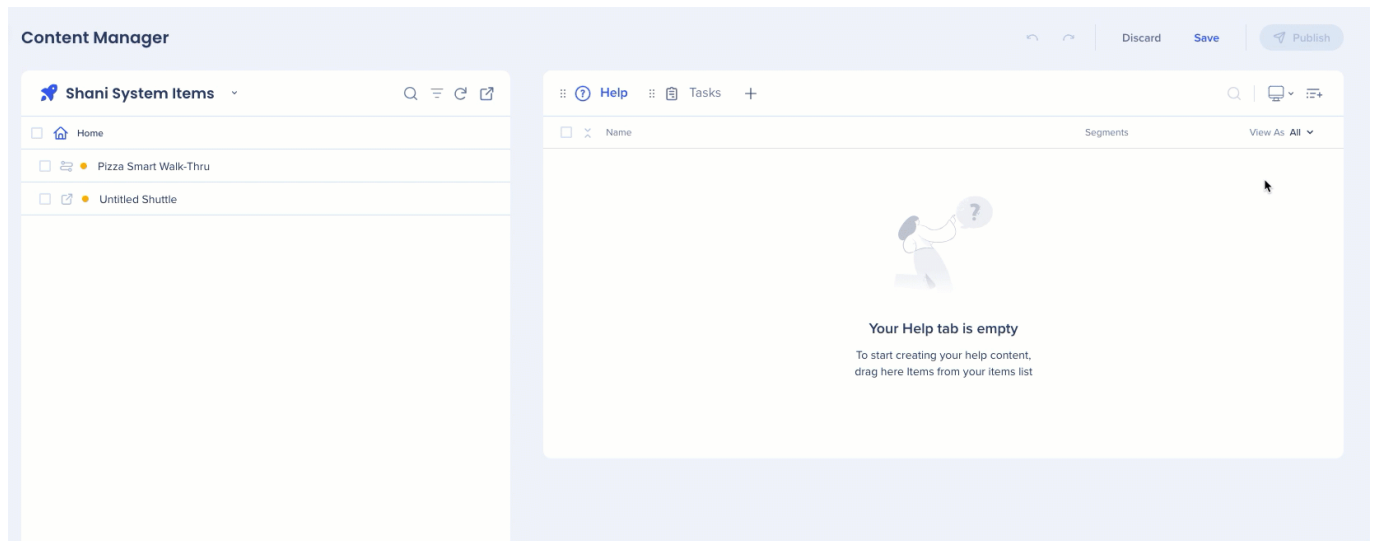 Content Manager
Discard
Save
Publish
Shani System Items
Help
Tasks
Home
Name
Segments
View As All
Pizza Smart Walk-Thru
Untitled Shuttle
?
Your Help tab is empty
To start creating your help content,
drag here Items from your items list